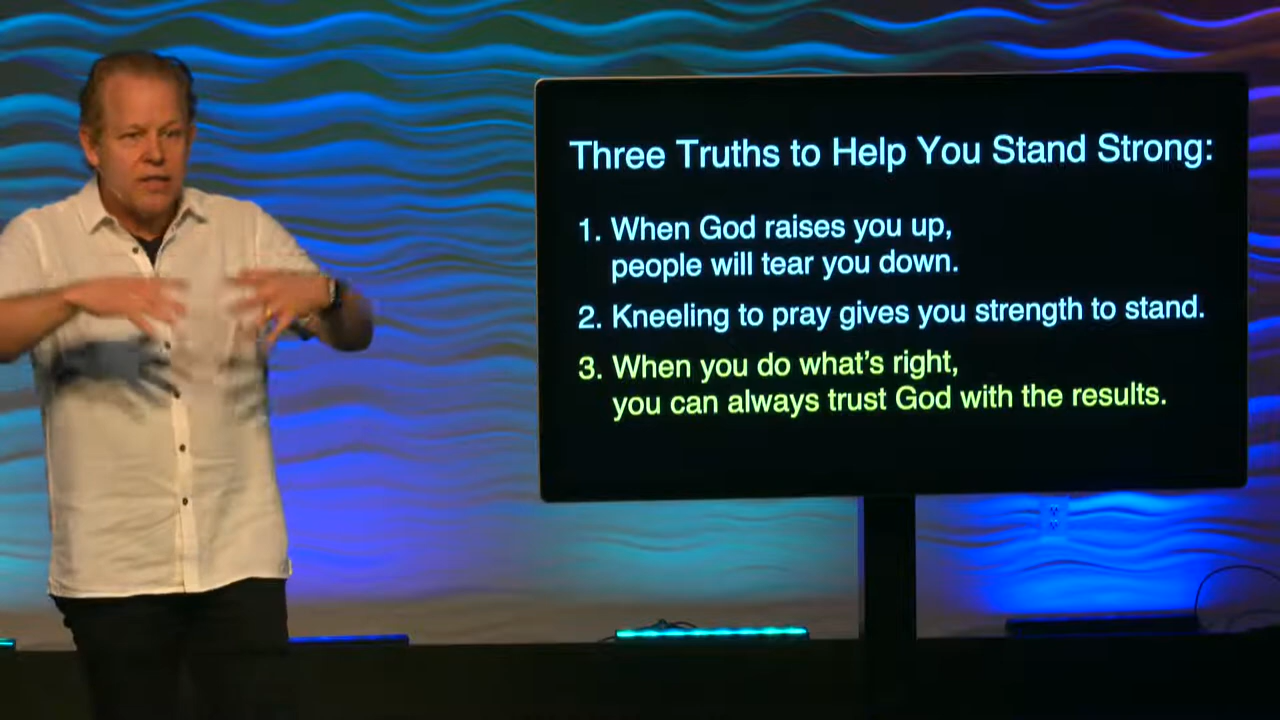 Three Truths to Help You Stand Strong:
1. When God raises you up,
people will tear you down.
2. Kneeling to pray gives you strength to stand.
3. When you do what's right,
you can always trust God with the results.